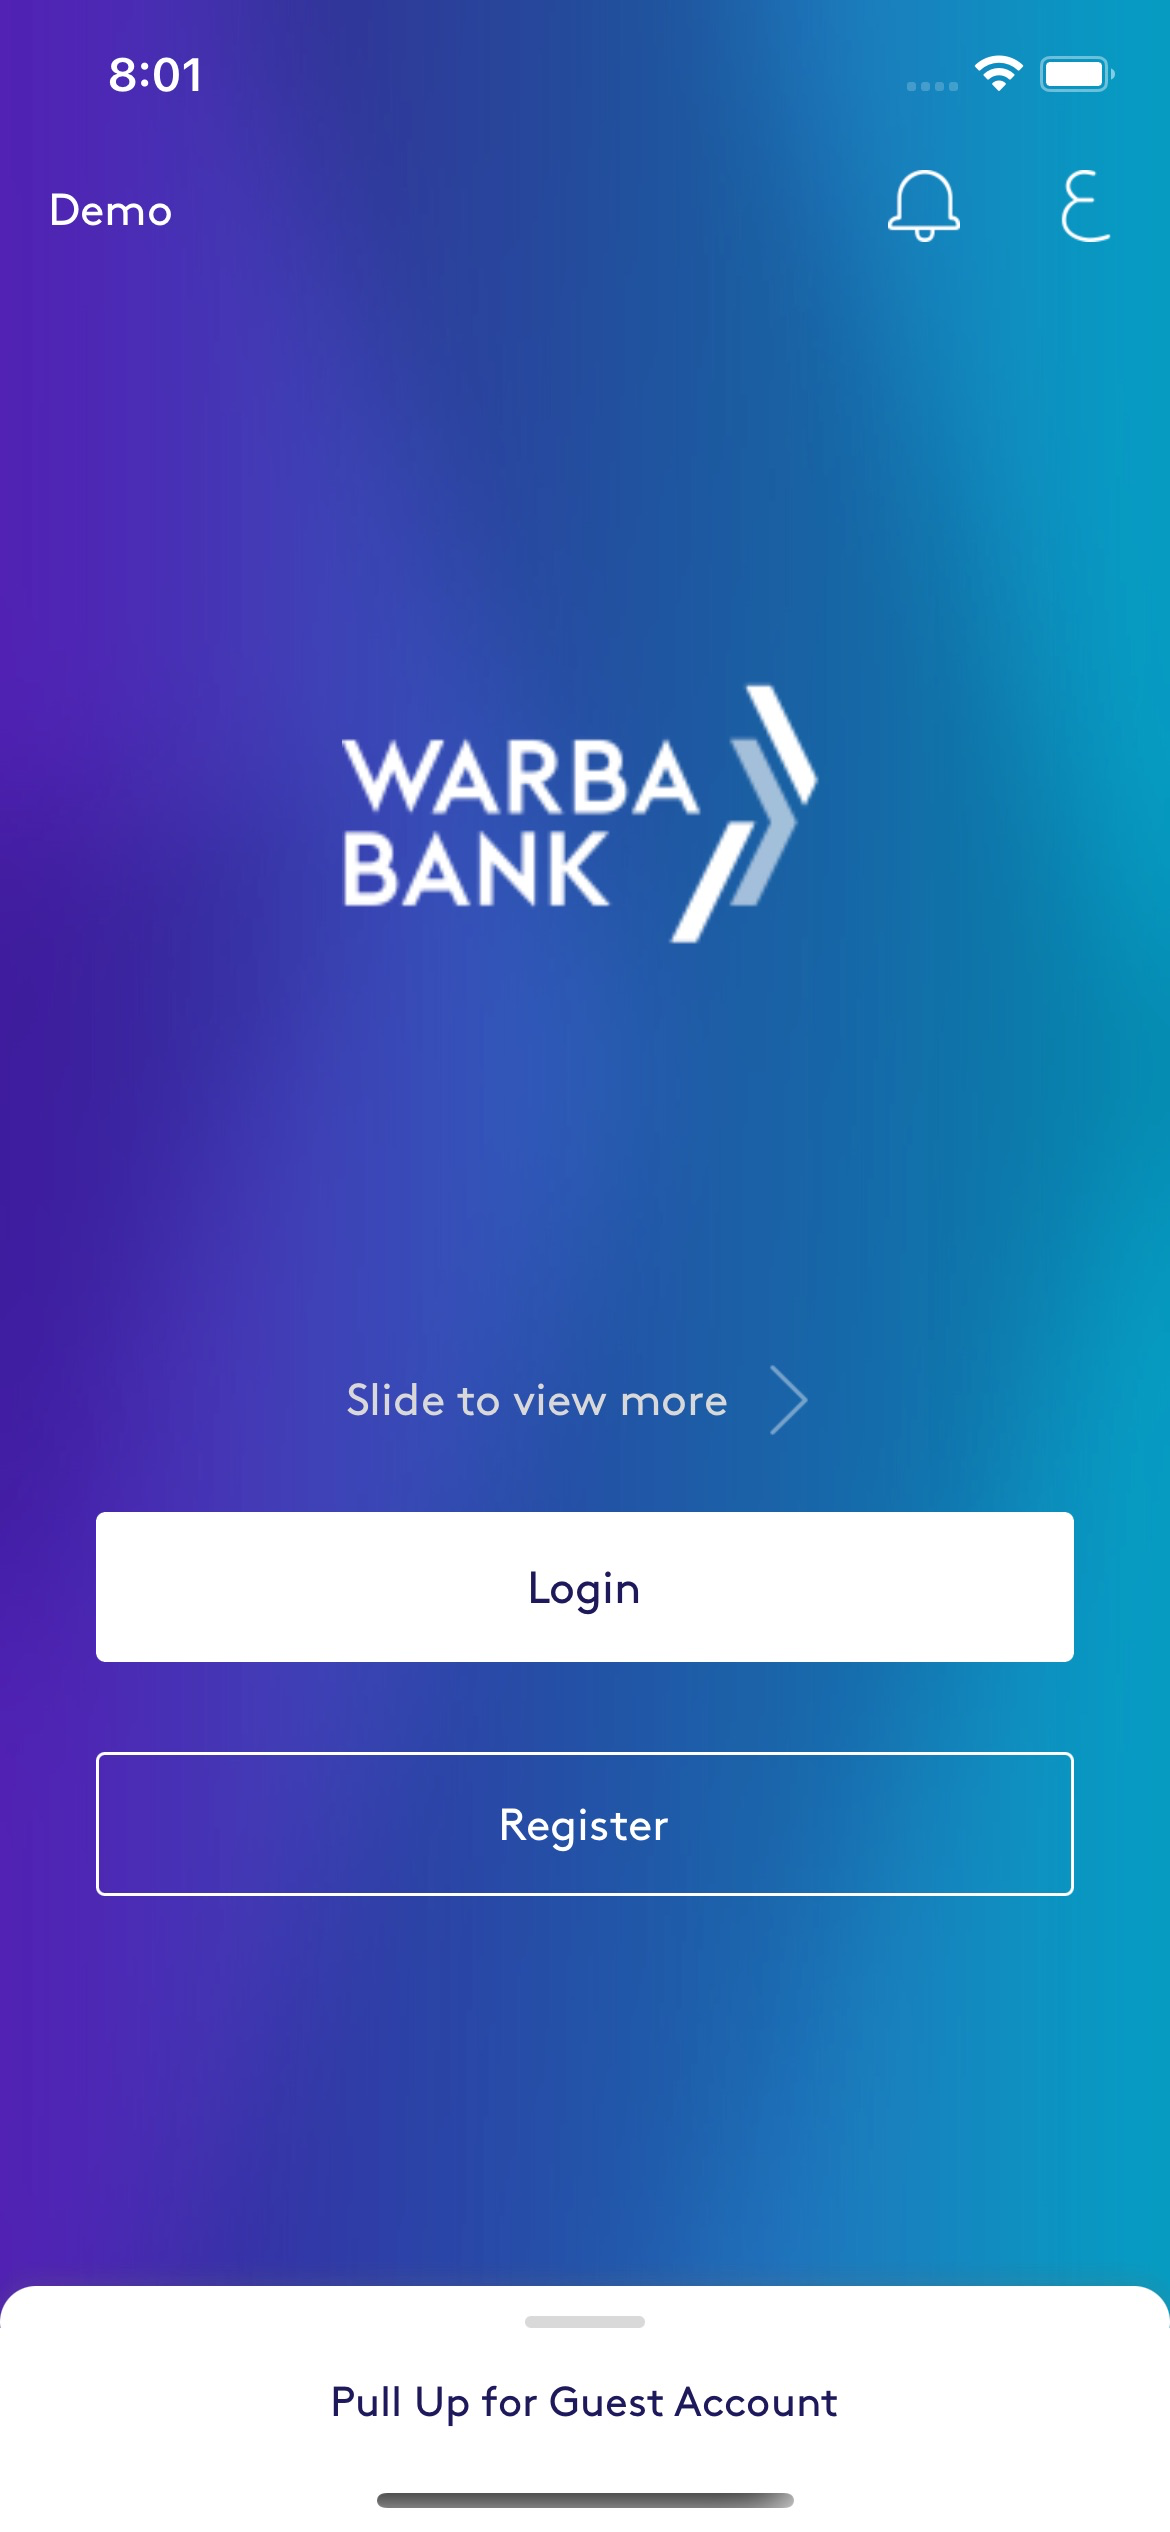 8:01
Demo
ع
WARBA
BANK
Slide to view more
Login
Register
Pull Up for Guest Account